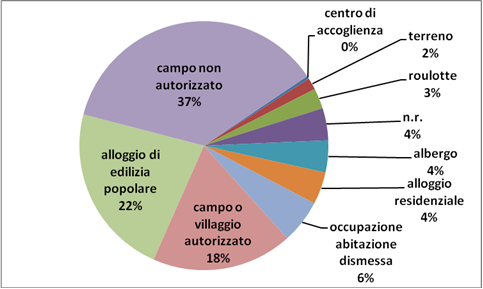 centro di
accoglienza
0%
terreno
2%
roulotte
3%
n.r.
4%
albergo
4%
alloggio
residenziale
4%
occupazione
abitazione
dismessa
6%
campo o
villaggio
autorizzato
18%
alloggio di
edilizia
popolare
22%
campo non
autorizzato
37%